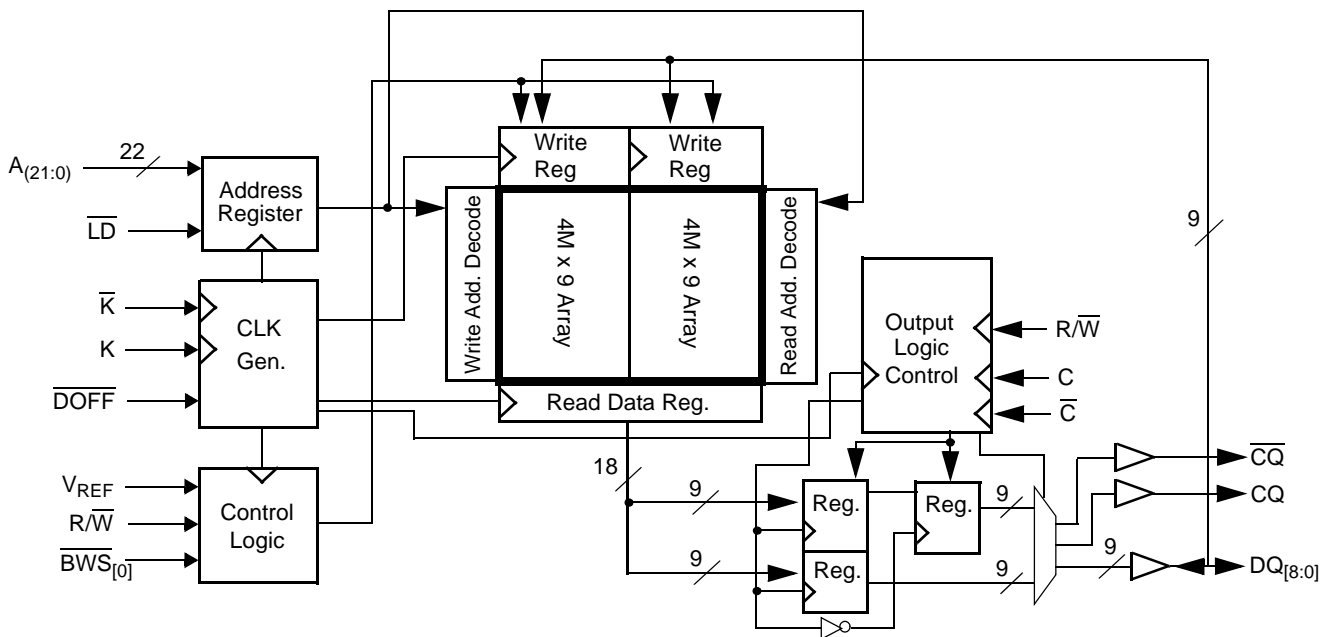 A(21:0)
22
LD
Address
Register
K
K
DOFF
CLK
Gen.
VREF
R/W
BWS[0]
Control
Logic
Write
Reg
Write
Reg
Write Add. Decode
4M x 9 Array
4M x 9 Array
Read Add. Decode
Read Data Reg.
Output
Logic
Control
R/W
C
C
9
18
9
9
Reg.
Reg.
Reg.
9
9
9
CQ
CQ
DQ[8:0]